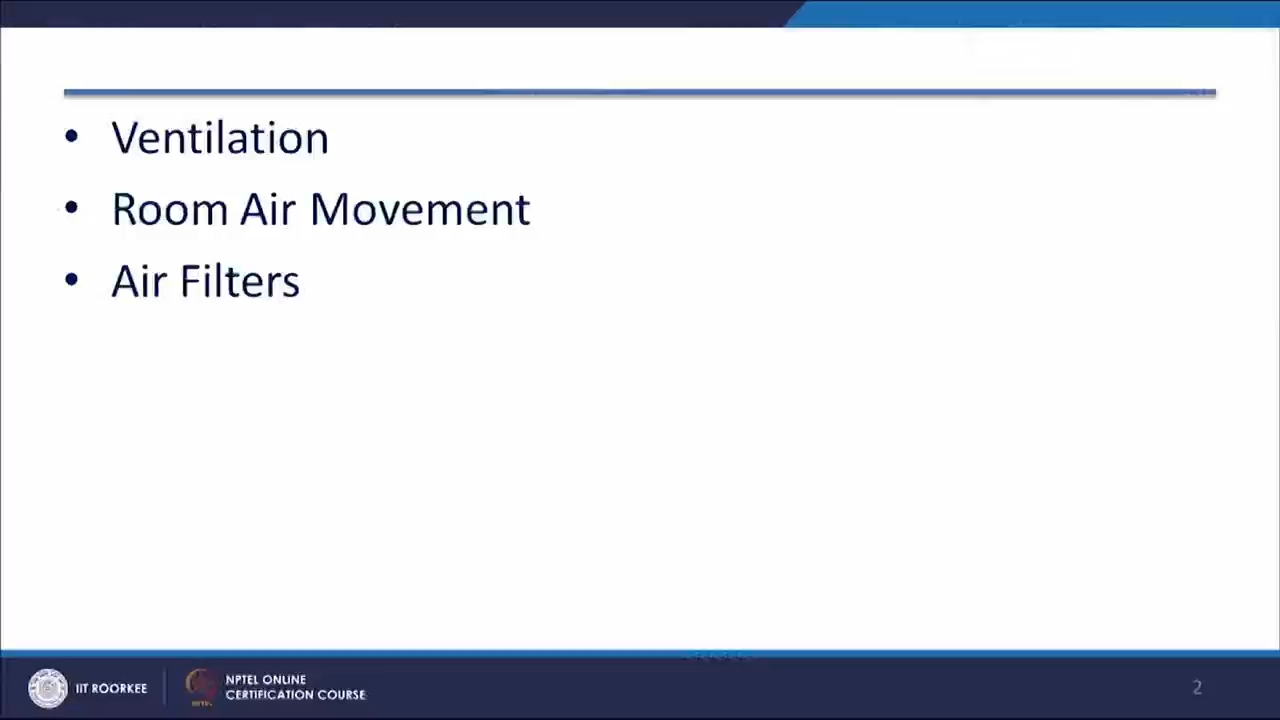 • Ventilation
• Room Air Movement
• Air Filters
IIT ROORKEE
NPTEL ONLINE
CERTIFICATION COURSE
2